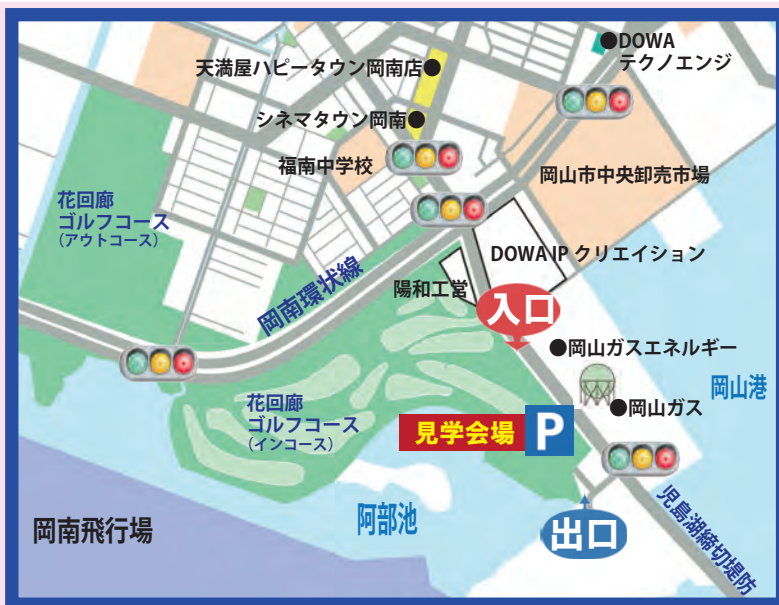 ●DOWA
テクノエンジ
天満屋ハピータウン岡南店●
シネマタウン岡南●
福南中学校
岡山市中央卸売市場
花回廊
ゴルフコース
(アウトコース)
DOWA IP クリエイション
岡南環状線
陽和工営
入口
●岡山ガスエネルギー
岡山港
花回廊
ゴルフコース
(インコース)
●岡山ガス
見学会場
P
児島湖締切堤防
阿部池
岡南飛行場
出口